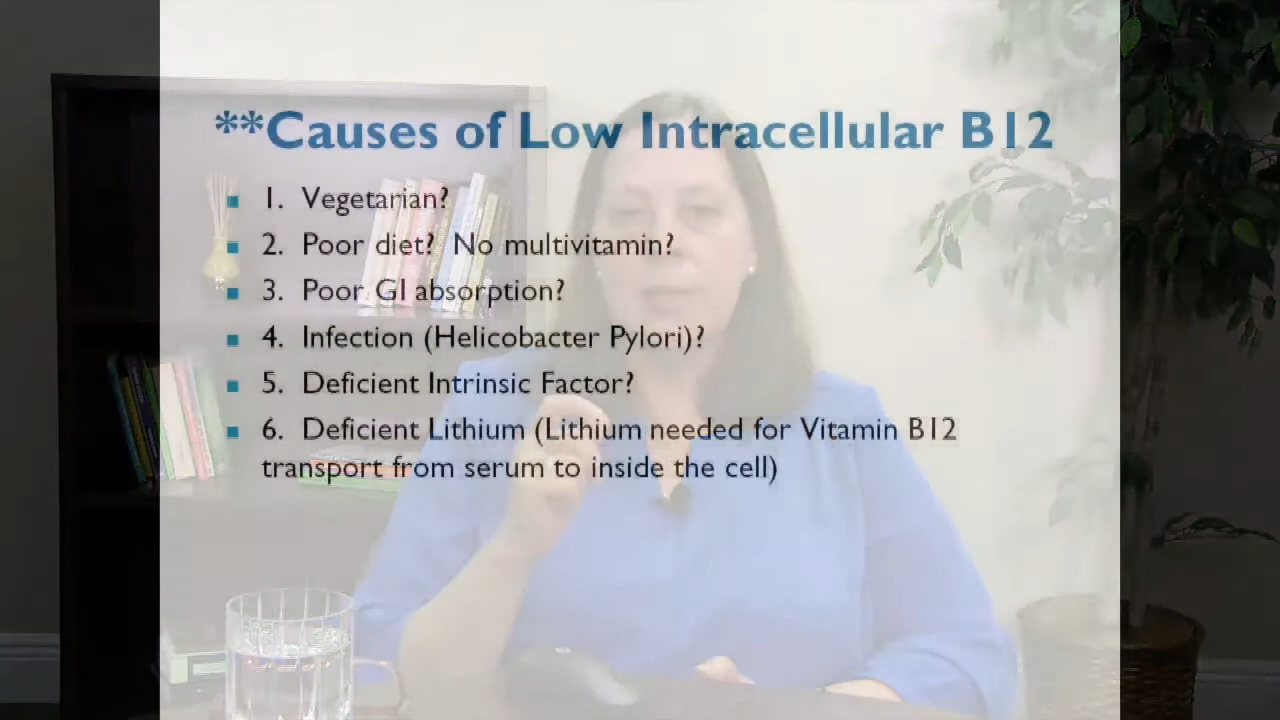 **Causes of Low Intracellular B12
1. Vegetarian?
2. Poor diet? No multivitamin?
3. Poor GI absorption?
4. Infection (Helicobacter Pylori)?
5. Deficient Intrinsic Factor?
6. Deficient Lithium (Lithium needed for Vitamin B12
transport from serum to inside the cell)